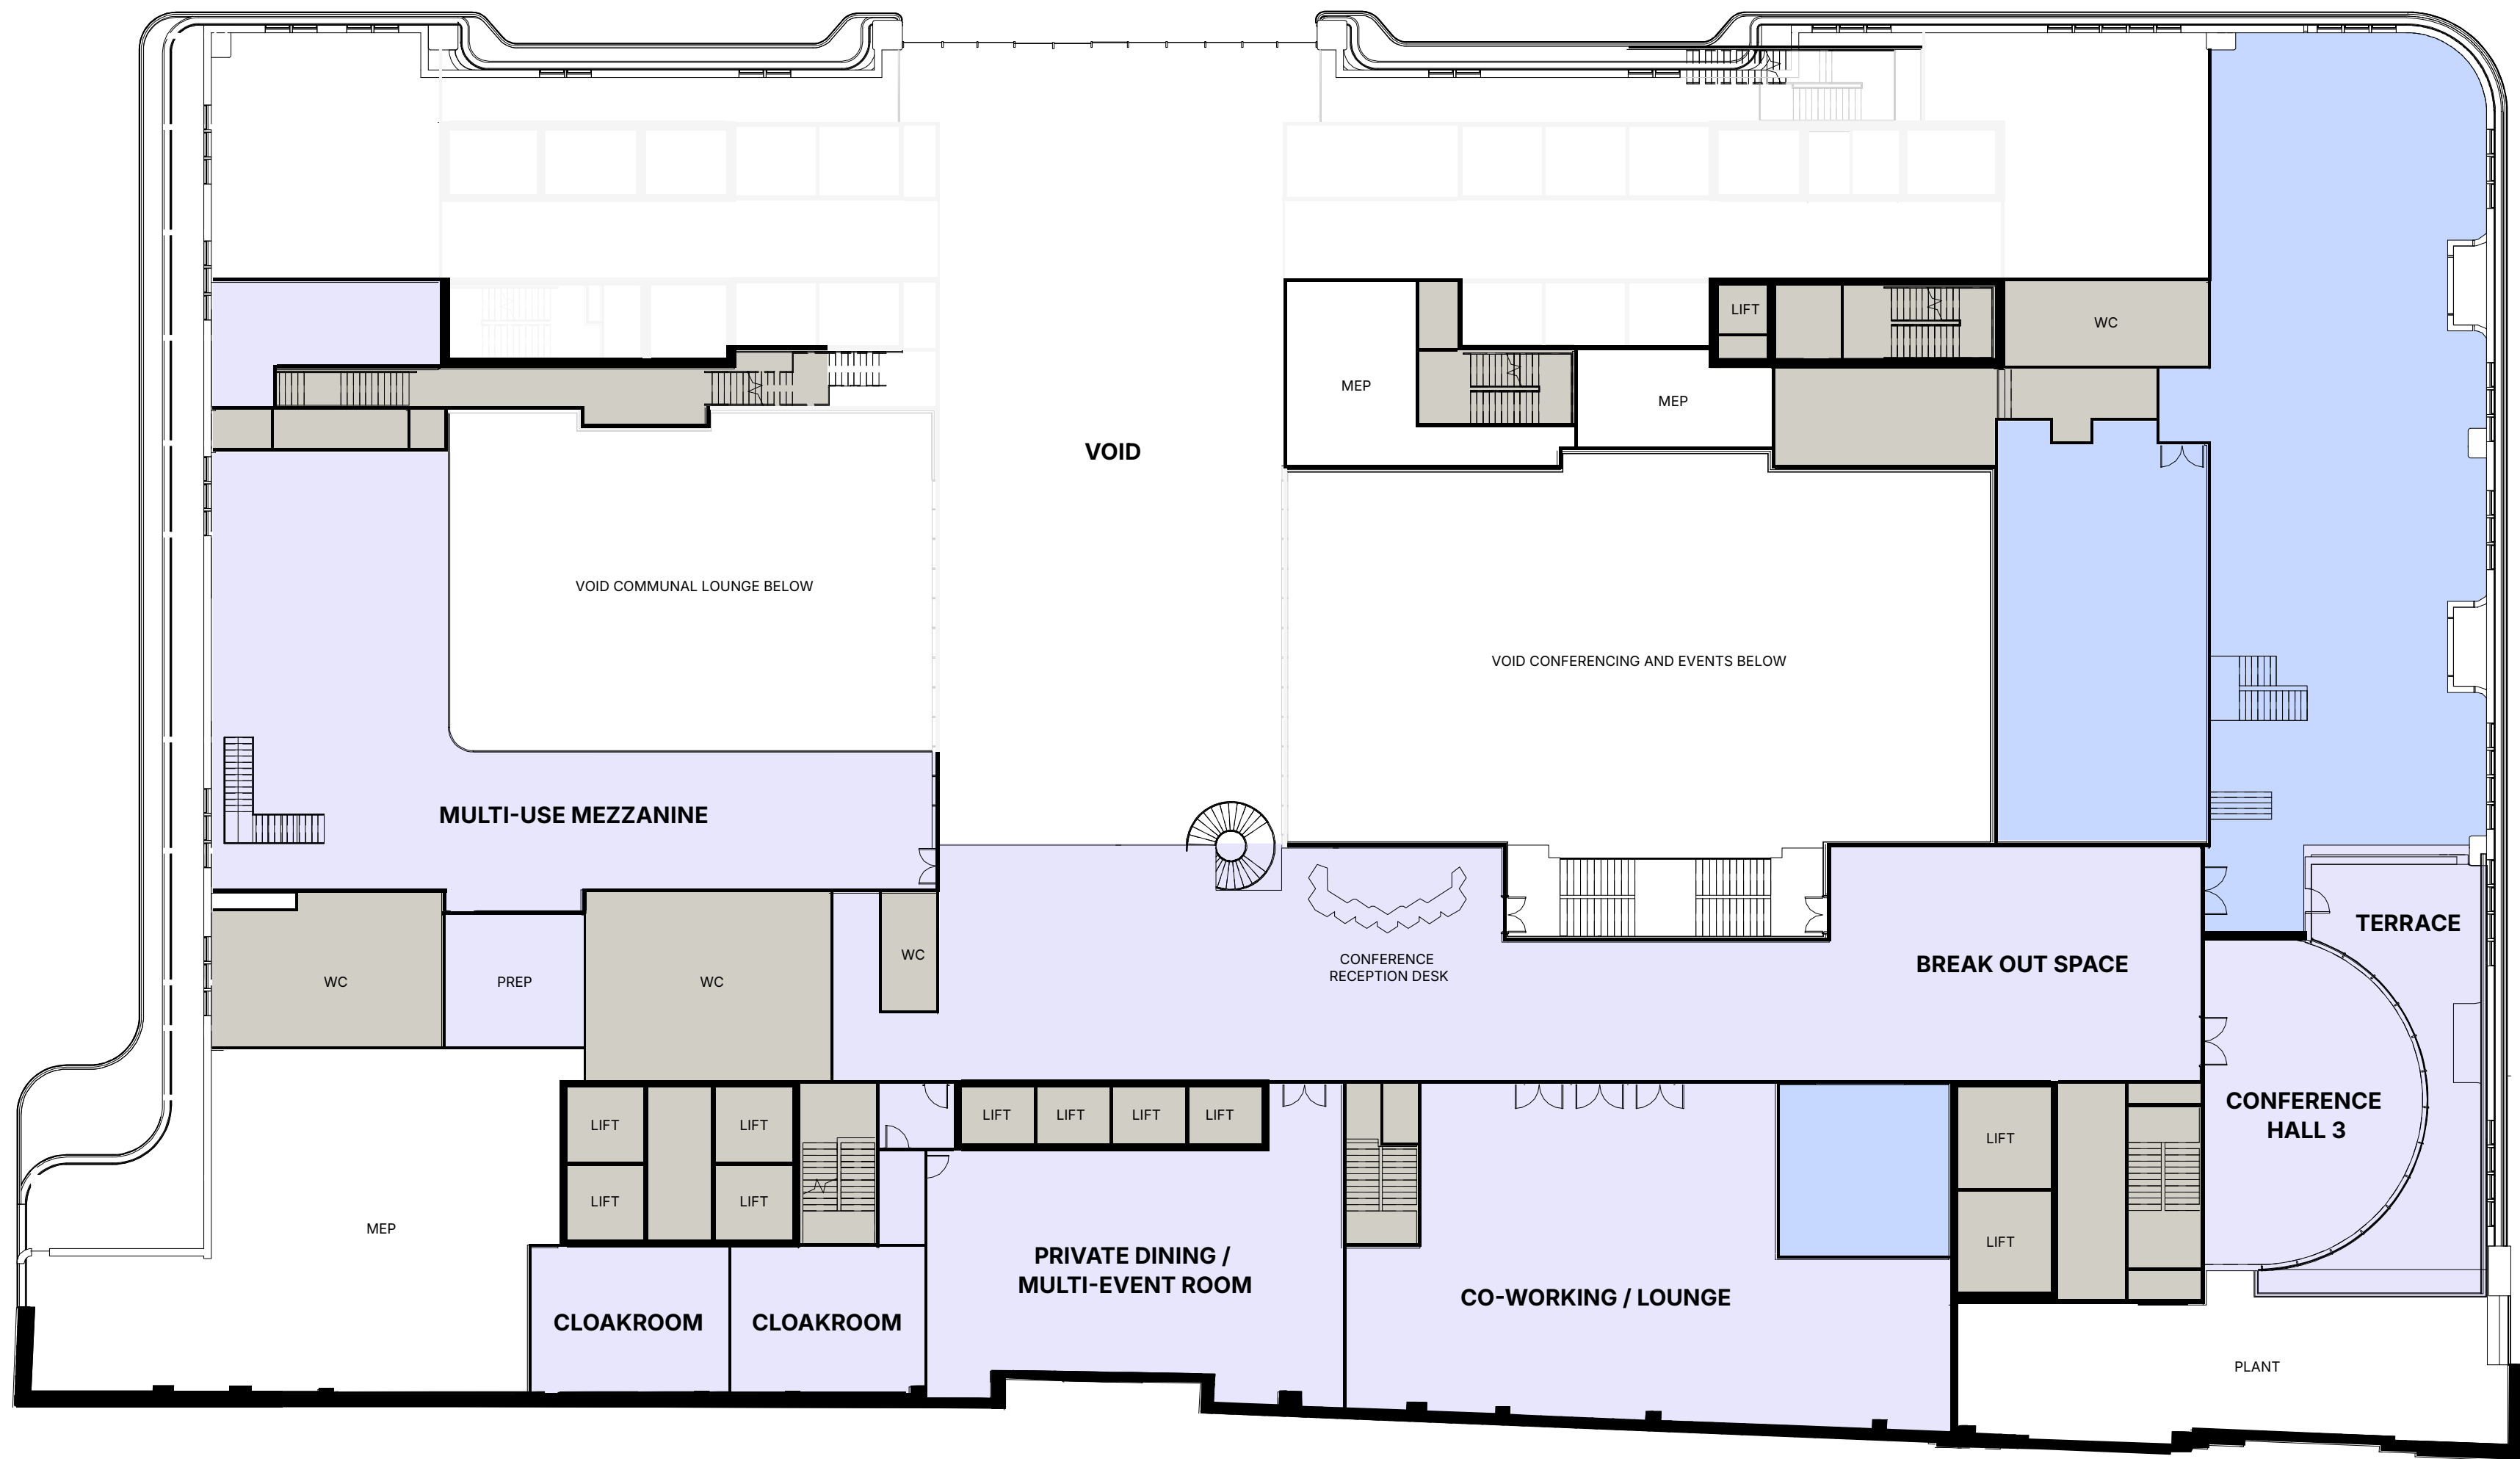 LIFT
WC
MEP
MEP
VOID
VOID COMMUNAL LOUNGE BELOW
VOID CONFERENCING AND EVENTS BELOW
MULTI-USE MEZZANINE
TERRACE
WC
CONFERENCE
RECEPTION DESK
BREAK OUT SPACE
WC
PREP
WC
CONFERENCE
HALL 3
LIFT
LIFT
LIFT
LIFT
LIFT
LIFT
LIFT
LIFT
LIFT
LIFT
MEP
PRIVATE DINING /
MULTI-EVENT ROOM
CO-WORKING / LOUNGE
CLOAKROOM
CLOAKROOM
PLANT